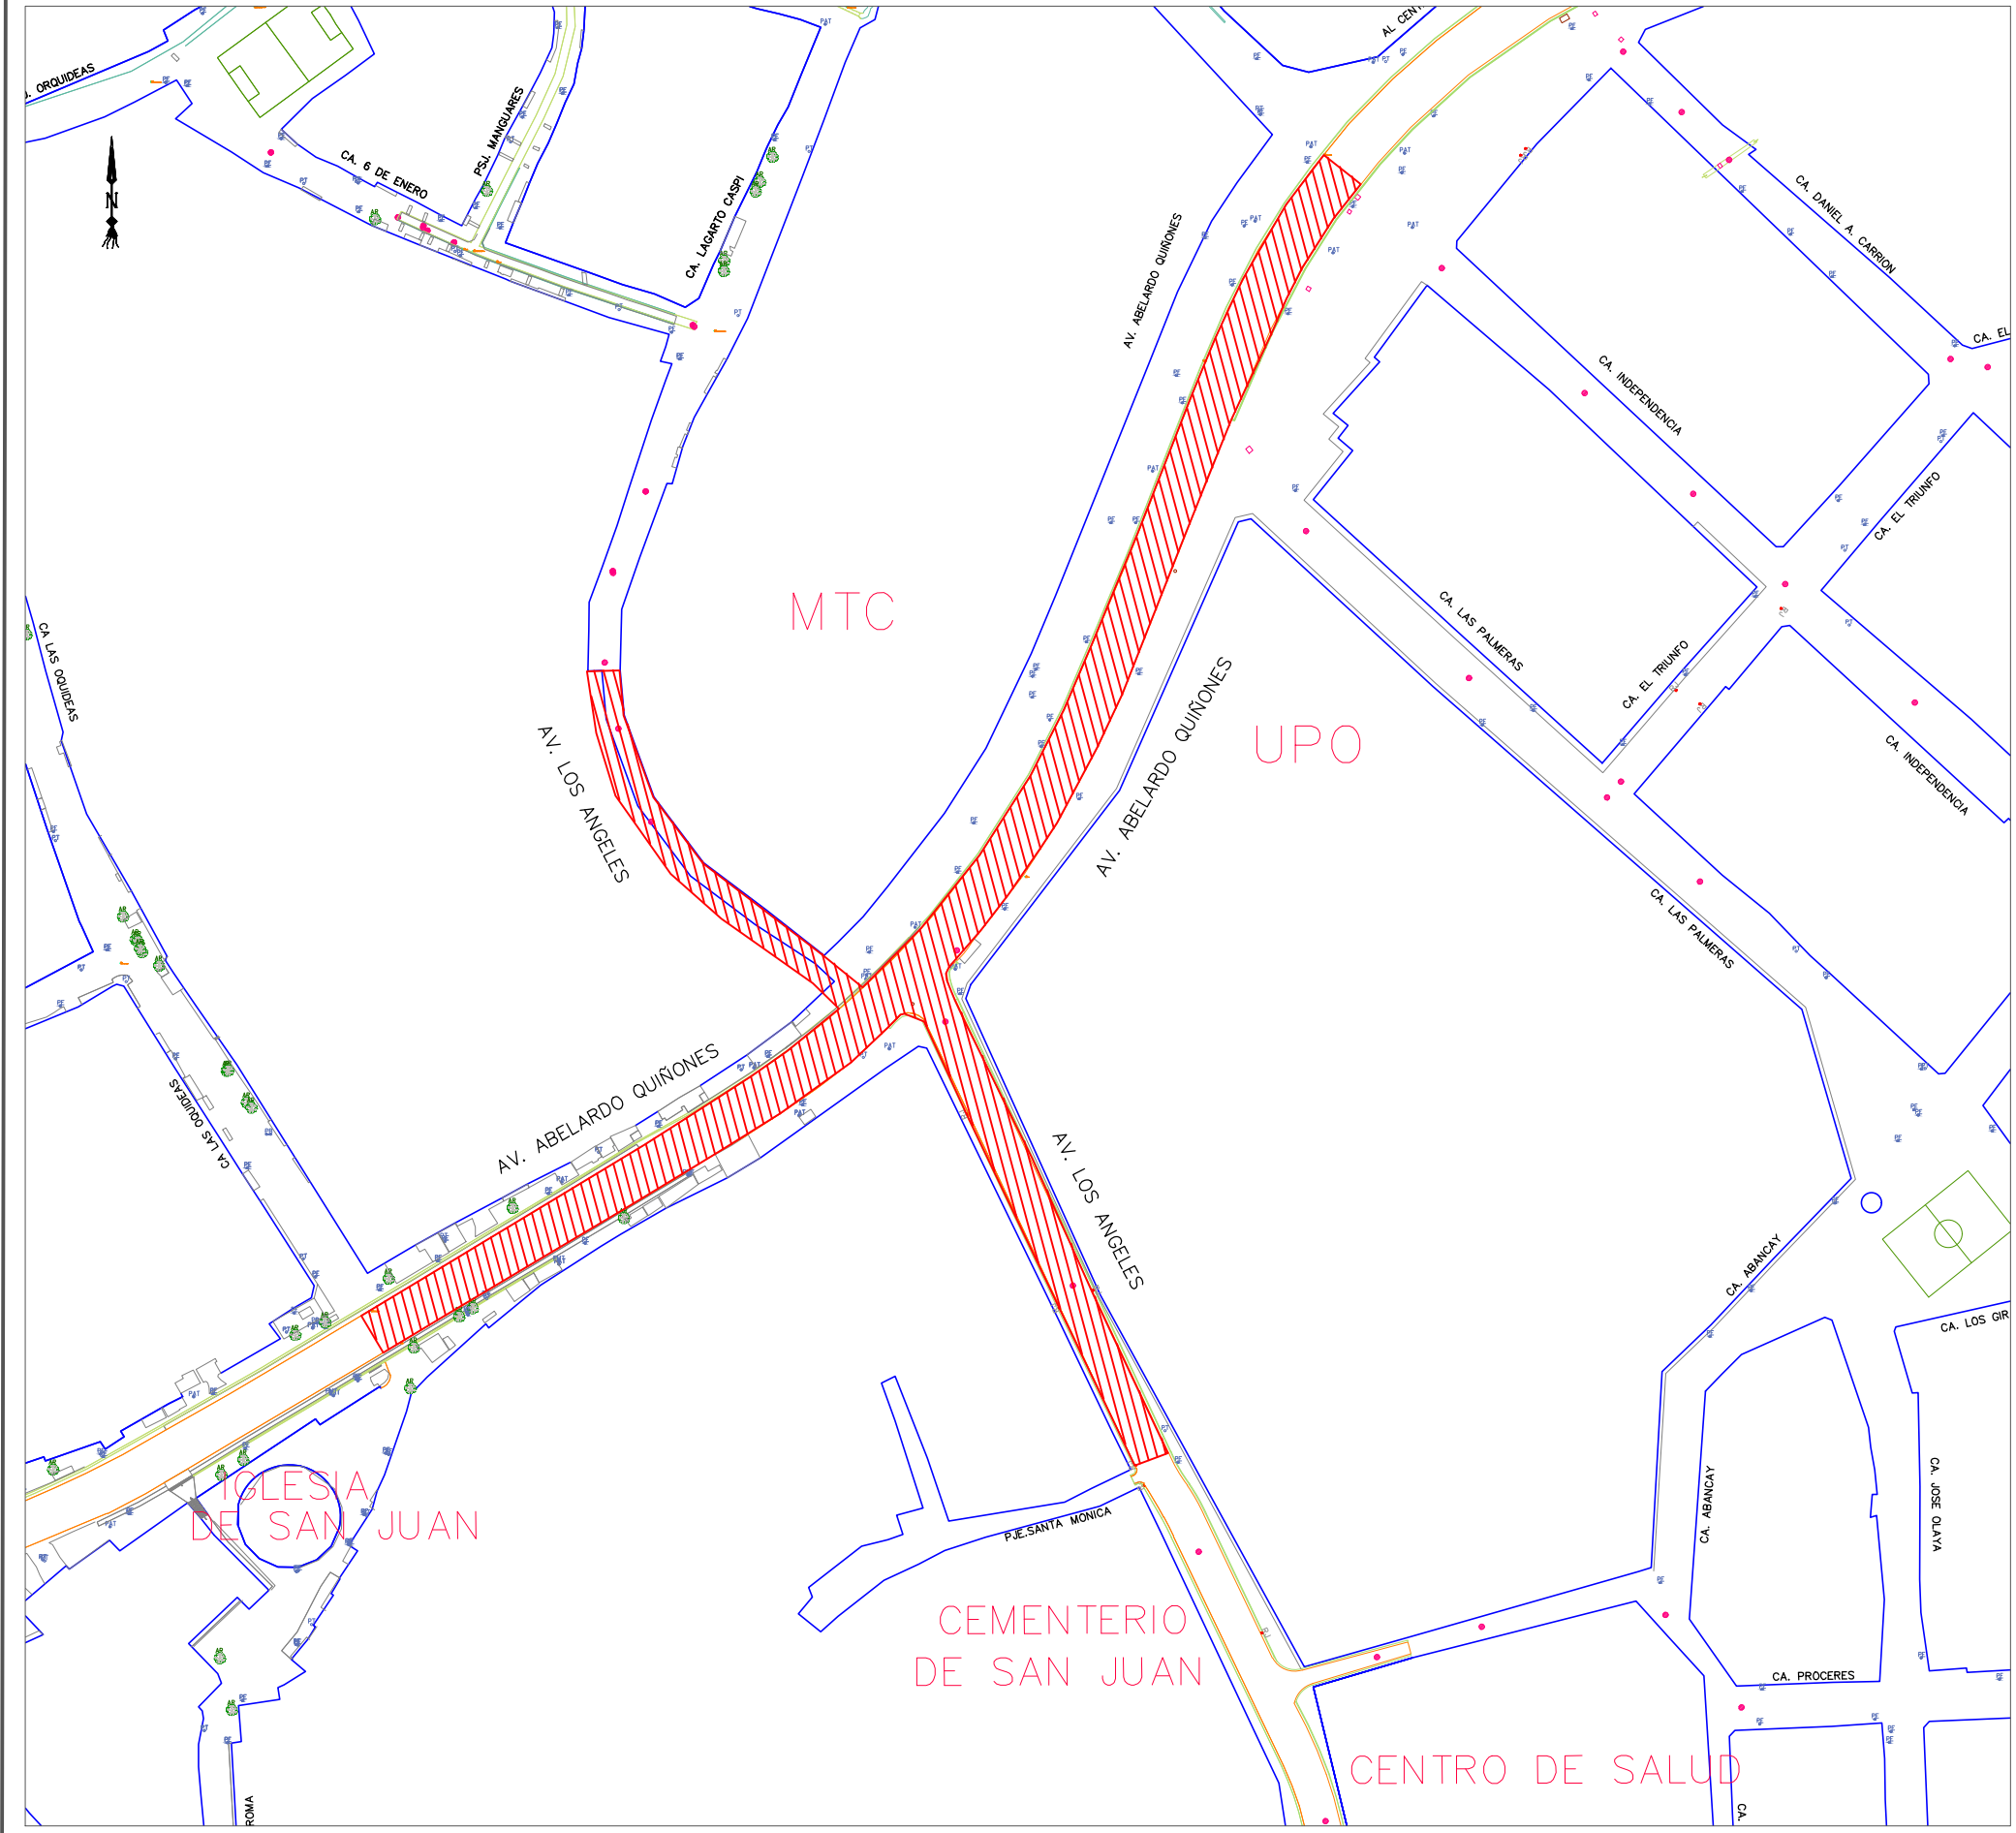 AL CENT
J. ORQUIDEAS
PSJ. MANGUARES
CA. 6 DE ENERO
N
CA. LAGARTO CASPI
AV. ABELARDO QUIÑONES
CA. DANIEL A. CARRION
CA. EL
CA. INDEPENDENCIA
CA. EL TRIUNFO
MTC
CA. LAS PALMERAS
CA. EL TRIUNFO
CA LAS OQUIDEAS
UPO
AV. LOS ANGELES
AV. ABELARDO QUIÑONES
CA. INDEPENDENCIA
CA. LAS PALMERAS
CA LAS OQUIDEAS
AV. ABELARDO QUIÑONES
AV. LOS ANGELES
CA. ABANCAY
CA. LOS GIR
IGLESIA
DE SAN JUAN
PJE.SANTA MONICA
CA. ABANCAY
CA. JOSE OLAYA
CEMENTERIO
DE SAN JUAN
CA. PROCERES
CENTRO DE SALUD
ROMA
CA.